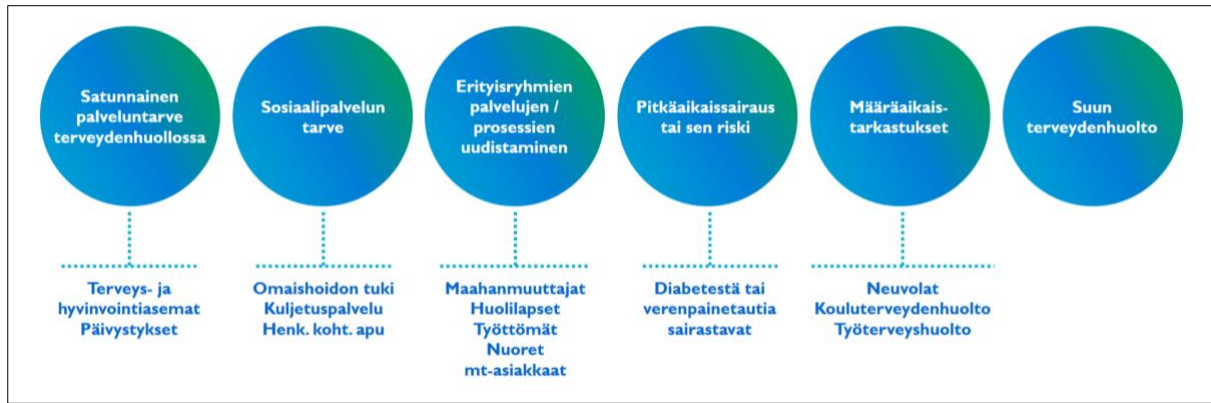 Satunnainen
palveluntarve
terveydenhuollossa
Terveys- ja
hyvinvointiasemat
Päivystykset
Sosiaalipalvelun
tarve
Omaishoidon tuki
Kuljetuspalvelu
Henk. koht. apu
Erityisryhmien
palvelujen /
prosessien
uudistaminen
Maahanmuuttajat
Huolilapset
Työttömät
Nuoret
mt-asiakkaat
Pitkäaikaissairaus
tai sen riski
Diabetestä tai
verenpainetautia
sairastavat
Määräaikais-
tarkastukset
Neuvolat
Kouluterveydenhuolto
Työterveyshuolto
Suun
terveydenhuolto